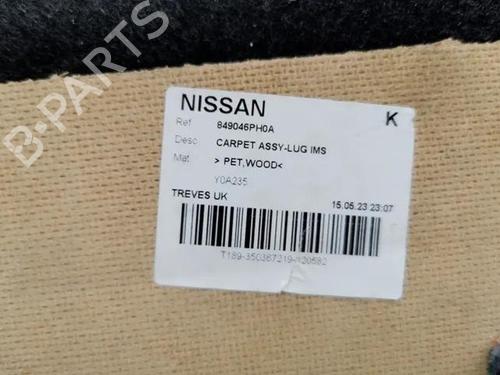 NISSAN K
Ref 849046PH0A
Desc CARPET ASSY-LUG IMS
Mat > PET,WOOD<
Y0A235
TREVES UK 15.05.23 23:07
T189-350367219-/120582
B-PARTS